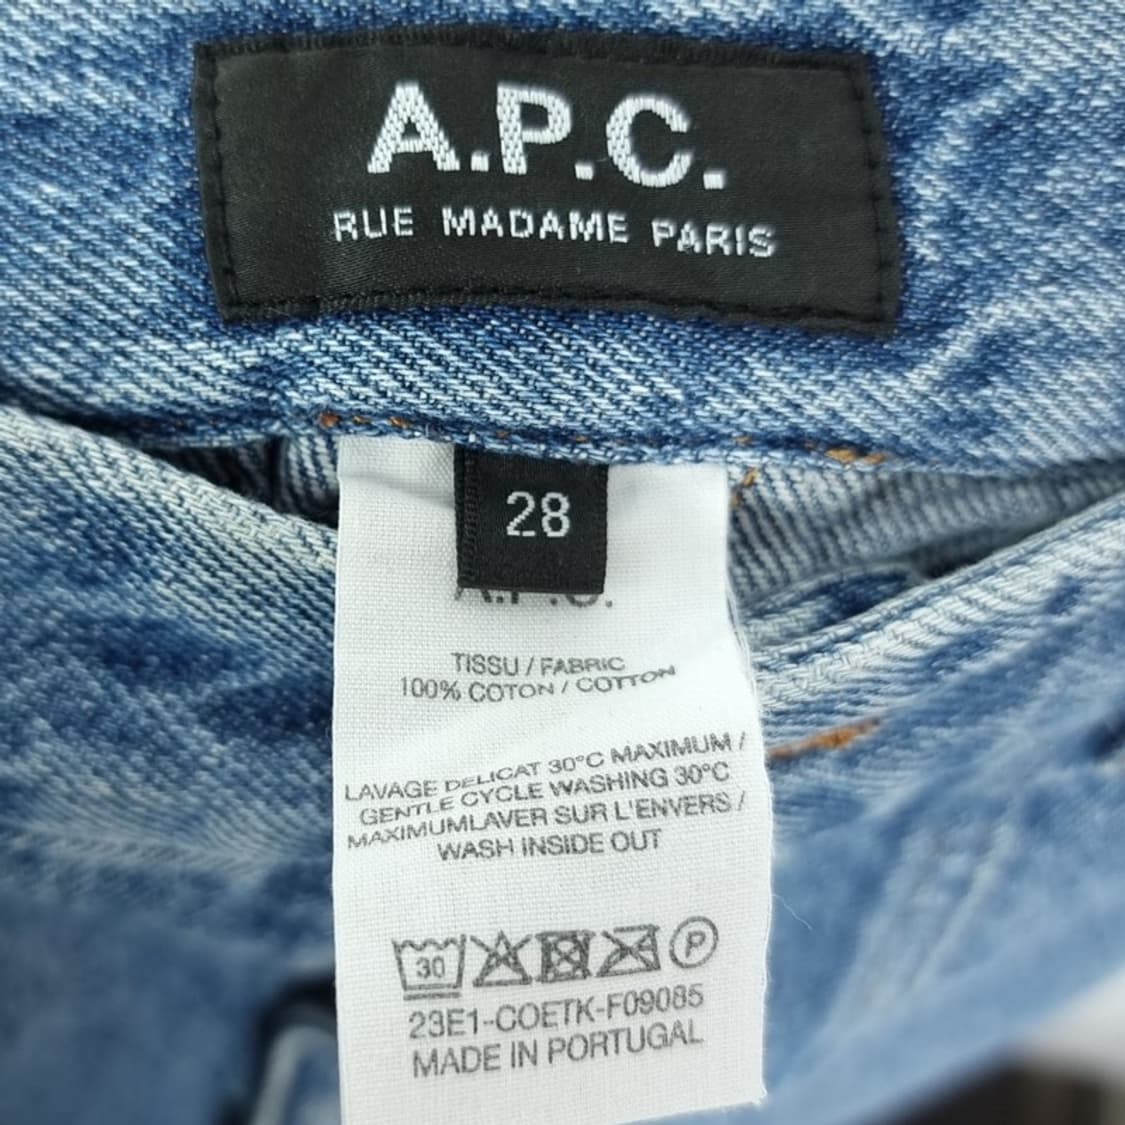 A.P.C.
RUE MADAME PARIS
28
A.P.C.
TISSU / FABRIC
100% COTON / COTTON
LAVAGE DELICAT 30°C MAXIMUM /
GENTLE CYCLE WASHING 30°C
MAXIMUMLAVER SUR L'ENVERS /
WASH INSIDE OUT
30
P
23E1-COETK-F09085
MADE IN PORTUGAL